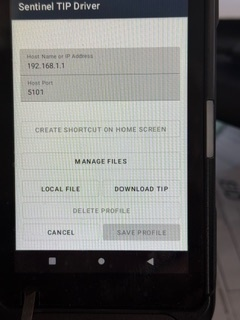 Sentinel TIP Driver
Host Name or IP Address
192.168.1.1
Host Port
5101
CREATE SHORTCUT ON HOME SCREEN
MANAGE FILES
LOCAL FILE
DOWNLOAD TIP
DELETE PROFILE
CANCEL
SAVE PROFILE